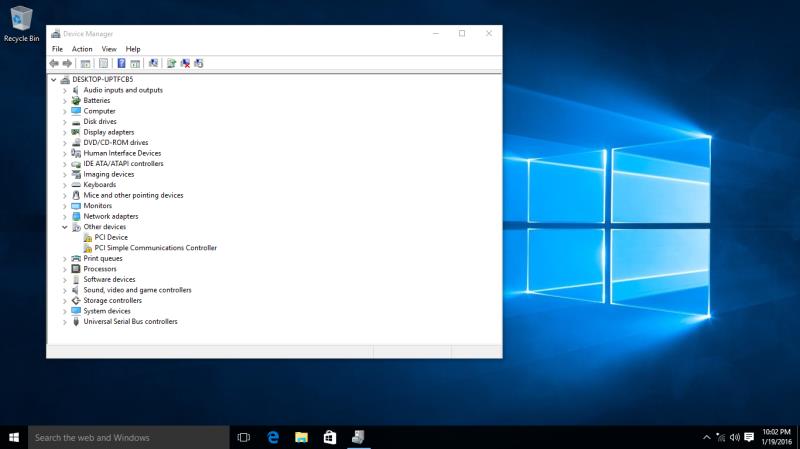 Recycle Bin
Device Manager
File Action View Help
DESKTOP-UPTFCB5
Audio inputs and outputs
Batteries
Computer
Disk drives
Display adapters
DVD/CD-ROM drives
Human Interface Devices
IDE ATA/ATAPI controllers
Imaging devices
Keyboards
Mice and other pointing devices
Monitors
Network adapters
Other devices
PCI Device
PCI Simple Communications Controller
Print queues
Processors
Software devices
Sound, video and game controllers
Storage controllers
System devices
Universal Serial Bus controllers
Search the web and Windows
10:02 PM
1/19/2016